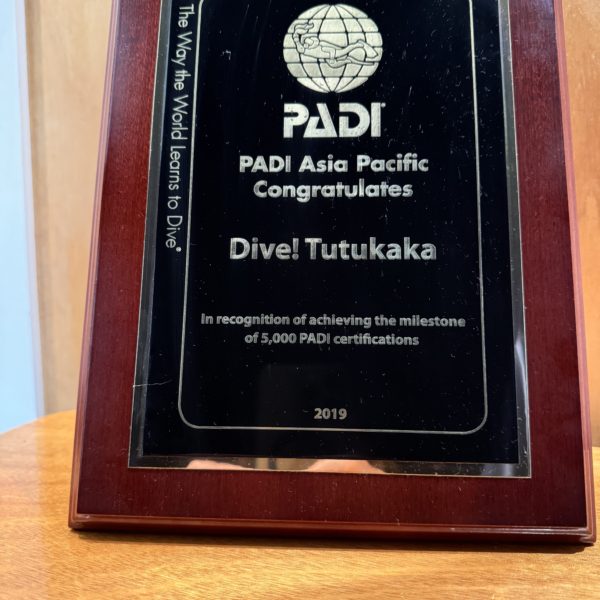 The Way the World Learns to Dive®
PADI®
PADI Asia Pacific
Congratulates
Dive! Tutukaka
In recognition of achieving the milestone
of 5,000 PADI certifications
2019